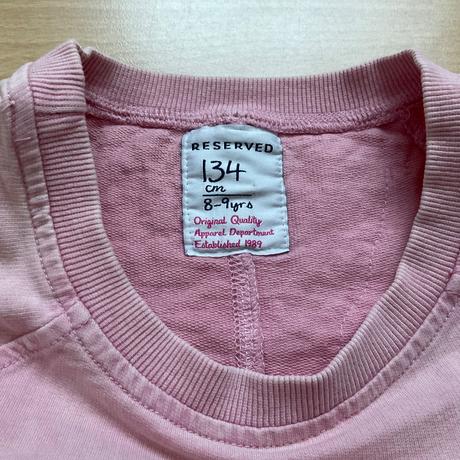 RESERVED
134
cm
8-9yrs
Original Quality
Apparel Department
Established 1989